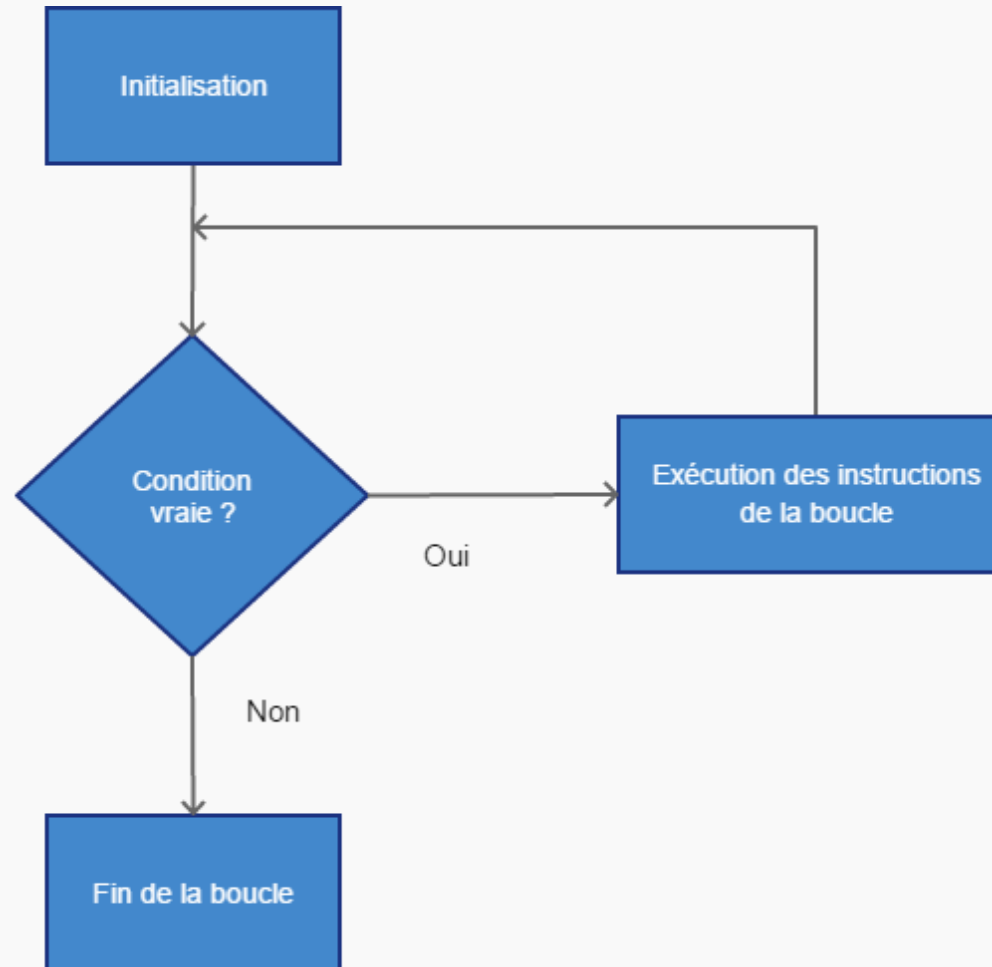 Initialisation
Condition
vraie ?
Exécution des instructions
de la boucle
Oui
Non
Fin de la boucle